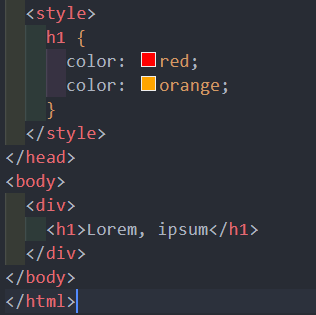 <style>
h1 {
color: red;
color: orange;
}
</style>
</head>
<body>
<div>
<h1>Lorem, ipsum</h1>
</div>
</body>
</html>